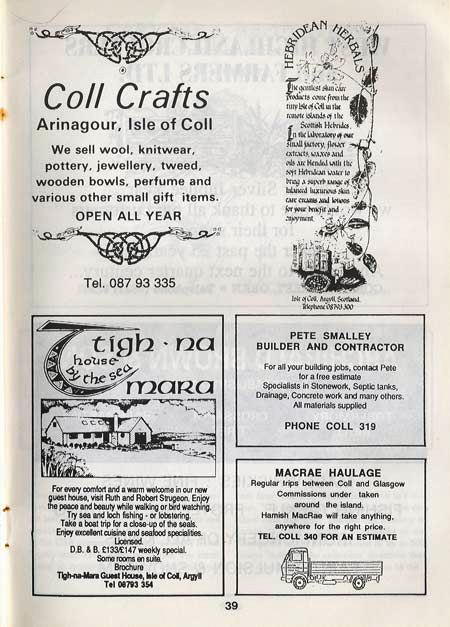 Coll Crafts
Arinagour, Isle of Coll
We sell wool, knitwear,
pottery, jewellery, tweed,
wooden bowls, perfume and
various other small gift items.
OPEN ALL YEAR
Tel. 087 93 335
HEBRIDEAN HERBALS
The gentlest skin care
products come from the
tiny Isle of Coll in the
remote islands of the
Scottish Hebrides.
In the laboratory of our
small factory, flower
extracts, waxes and
oils are blended with the
soft Hebridean water to
bring a superb range of
balanced luxurious skin
care creams and lotions
for your benefit and
enjoyment.
Isle of Coll, Argyll, Scotland.
Telephone 08793 300
tigh · na
house
by the sea
mara
For every comfort and a warm welcome in our new
guest house, visit Ruth and Robert Strugeon. Enjoy
the peace and beauty while walking or bird watching.
Try sea and loch fishing - or lobstering.
Take a boat trip for a close-up of the seals.
Enjoy excellent cuisine and seafood specialities.
Licensed.
D.B. & B. £133/£147 weekly special.
Some rooms en suite.
Brochure
Tigh-na-Mara Guest House, Isle of Coll, Argyll
Tel 08793 354
PETE SMALLEY
BUILDER AND CONTRACTOR
For all your building jobs, contact Pete
for a free estimate
Specialists in Stonework, Septic tanks,
Drainage, Concrete work and many others.
All materials supplied
PHONE COLL 319
MACRAE HAULAGE
Regular trips between Coll and Glasgow
Commissions under taken
around the island.
Hamish MacRae will take anything,
anywhere for the right price.
TEL. COLL 340 FOR AN ESTIMATE
39